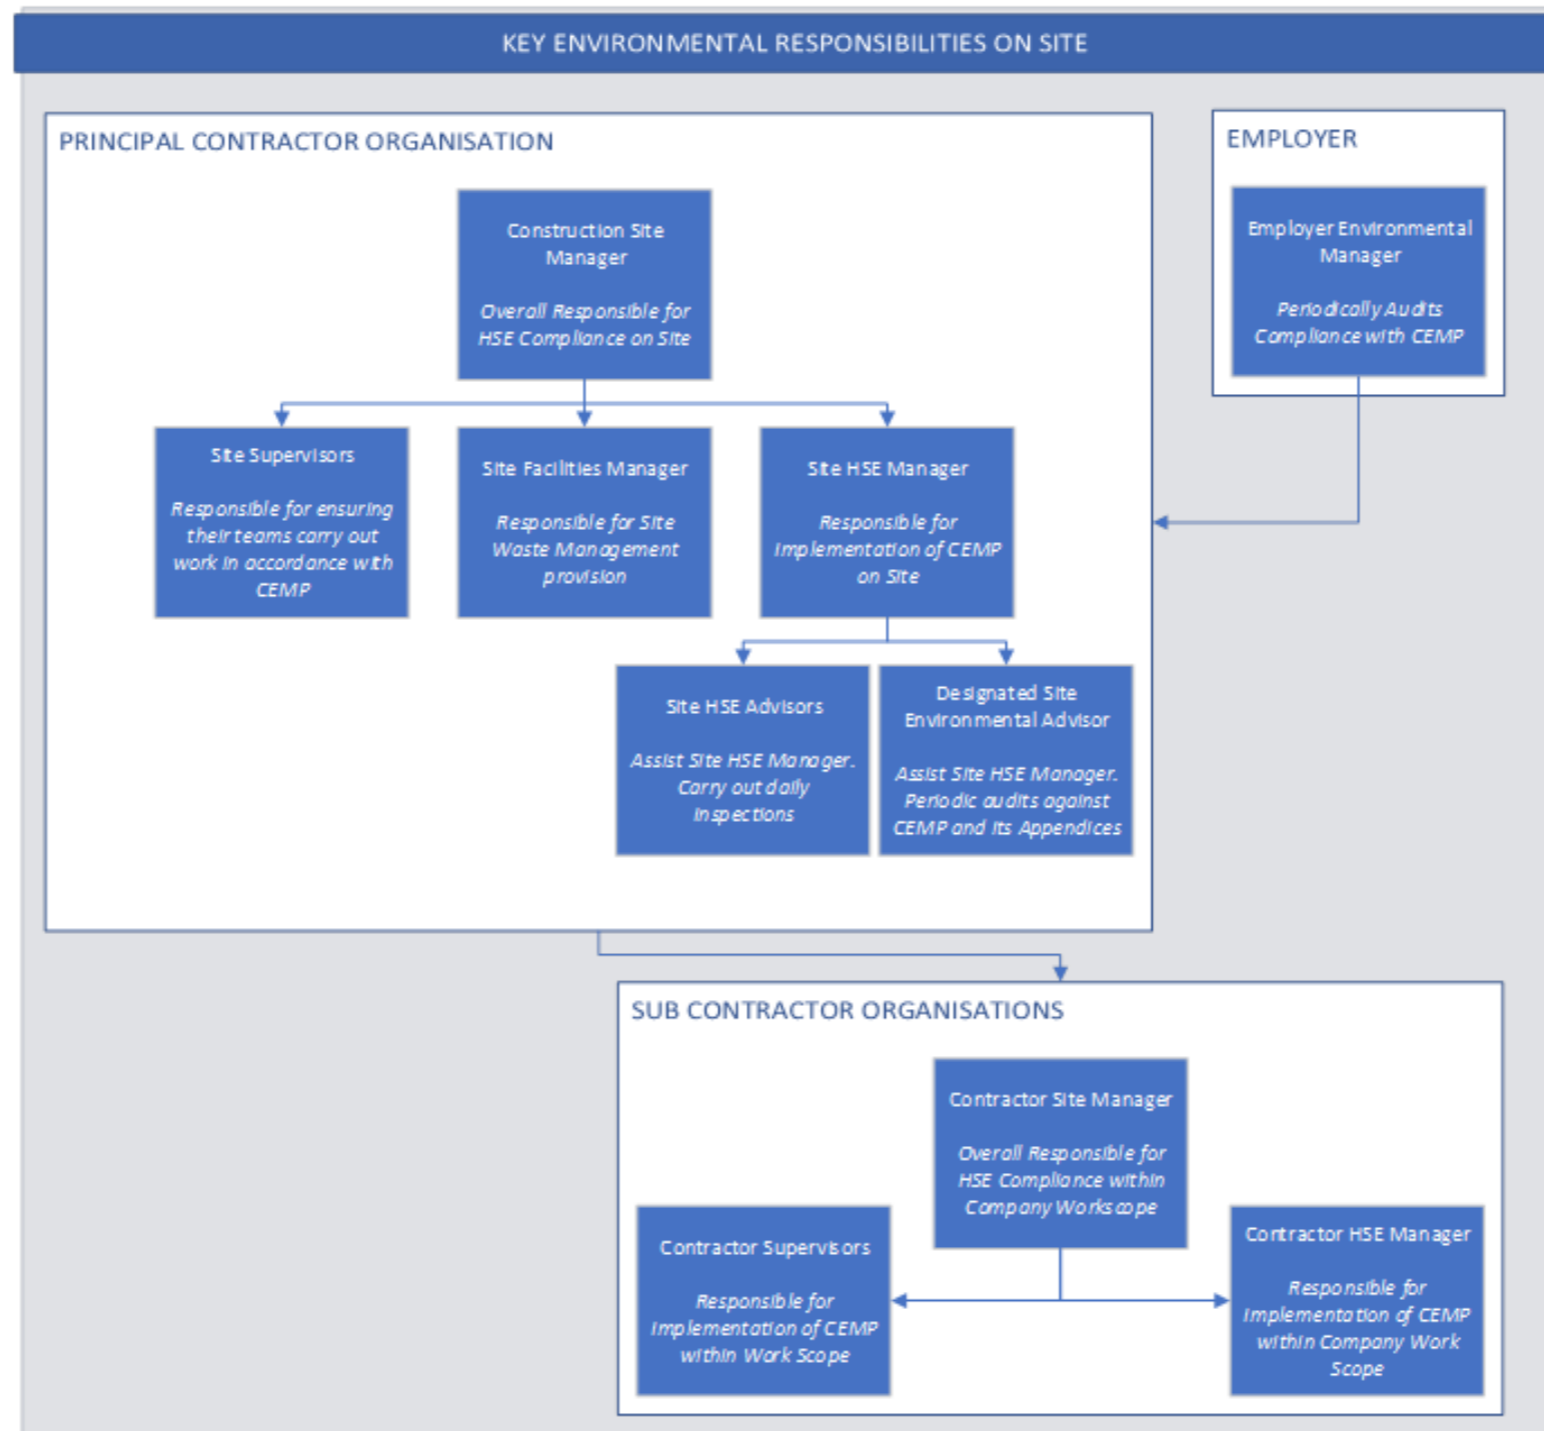 KEY ENVIRONMENTAL RESPONSIBILITIES ON SITE
PRINCIPAL CONTRACTOR ORGANISATION
Construction Site
Manager
Overall Responsible for
HSE Compliance on Site
Site Supervisors
Responsible for ensuring
their teams carry out
work in accordance with
CEMP
Site Facilities Manager
Responsible for Site
Waste Management
provision
Site HSE Manager
Responsible for
implementation of CEMP
on Site
Site HSE Advisors
Assist Site HSE Manager.
Carry out daily
inspections
Designated Site
Environmental Advisor
Assist Site HSE Manager.
Periodic audits against
CEMP and its Appendices
EMPLOYER
Employer Environmental
Manager
Periodically Audits
Compliance with CEMP
SUB CONTRACTOR ORGANISATIONS
Contractor Site Manager
Overall Responsible for
HSE Compliance within
Company Workscope
Contractor Supervisors
Responsible for
implementation of CEMP
within Work Scope
Contractor HSE Manager
Responsible for
implementation of CEMP
within Company Work
Scope